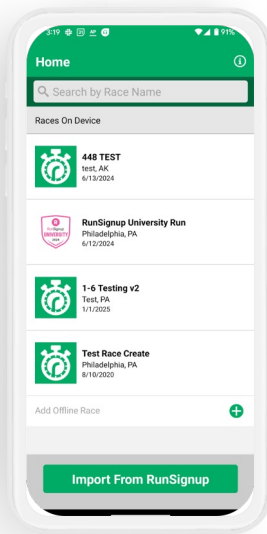 3:19
91%
Home
Search by Race Name
Races On Device
448 TEST
test, AK
6/13/2024
RunSignup
UNIVERSITY
RunSignup University Run
Philadelphia, PA
6/12/2024
1-6 Testing v2
Test, PA
1/1/2025
Test Race Create
Philadelphia, PA
8/10/2020
Add Offline Race
Import From RunSignup